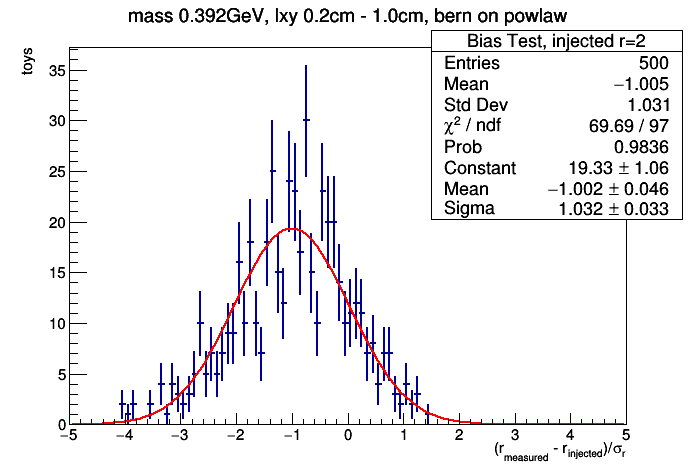 mass 0.392GeV, lxy 0.2cm - 1.0cm, bern on powlaw
Bias Test, injected r=2
Entries 500
Mean −1.005
Std Dev 1.031
χ² / ndf 69.69 / 97
Prob 0.9836
Constant 19.33 ± 1.06
Mean −1.002 ± 0.046
Sigma 1.032 ± 0.033
toys
35
30
25
20
15
10
5
0
−5 −4 −3 −2 −1 0 1 2 3 4 5
(r_measured - r_injected)/σ_r